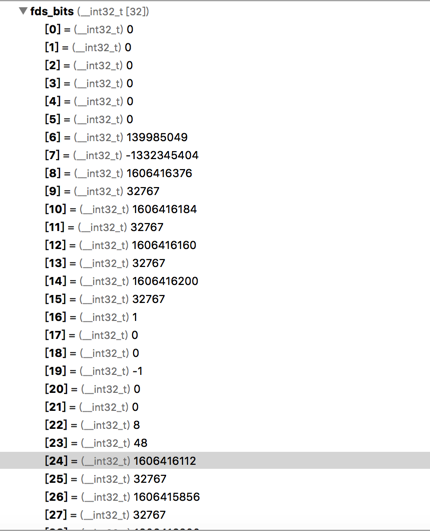 ▼fds_bits (__int32_t [32])
[0] = (__int32_t) 0
[1] = (__int32_t) 0
[2] = (__int32_t) 0
[3] = (__int32_t) 0
[4] = (__int32_t) 0
[5] = (__int32_t) 0
[6] = (__int32_t) 139985049
[7] = (__int32_t) -1332345404
[8] = (__int32_t) 1606416376
[9] = (__int32_t) 32767
[10] = (__int32_t) 1606416184
[11] = (__int32_t) 32767
[12] = (__int32_t) 1606416160
[13] = (__int32_t) 32767
[14] = (__int32_t) 1606416200
[15] = (__int32_t) 32767
[16] = (__int32_t) 1
[17] = (__int32_t) 0
[18] = (__int32_t) 0
[19] = (__int32_t) -1
[20] = (__int32_t) 0
[21] = (__int32_t) 0
[22] = (__int32_t) 8
[23] = (__int32_t) 48
[24] = (__int32_t) 1606416112
[25] = (__int32_t) 32767
[26] = (__int32_t) 1606415856
[27] = (__int32_t) 32767